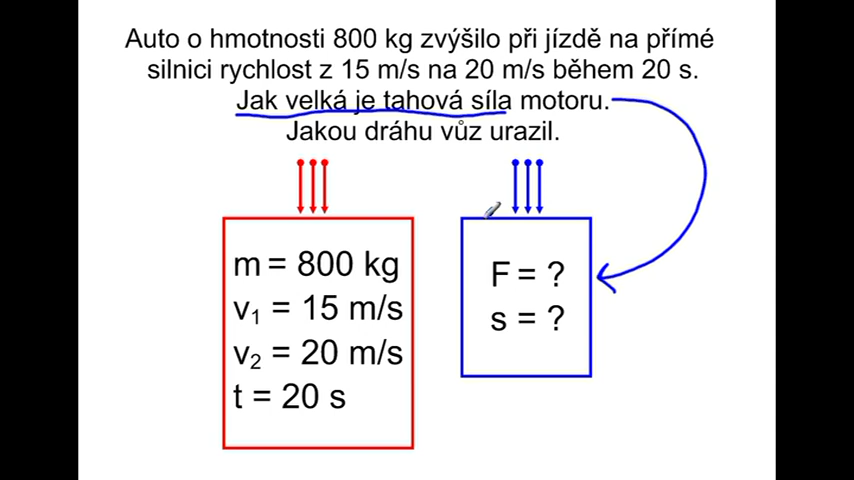 Auto o hmotnosti 800 kg zvýšilo při jízdě na přímé
silnici rychlost z 15 m/s na 20 m/s během 20 s.
Jak velká je tahová síla motoru.
Jakou dráhu vůz urazil.
m = 800 kg
v₁ = 15 m/s
v₂ = 20 m/s
t = 20 s
F = ?
s = ?